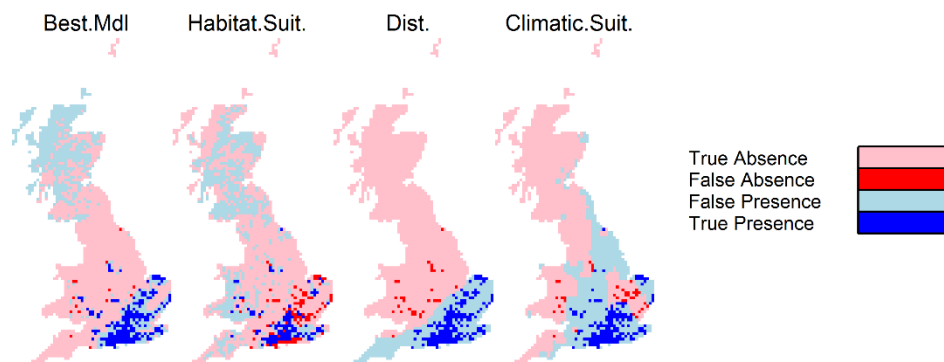 Best.Mdl Habitat.Suit. Dist. Climatic.Suit.
True Absence
False Absence
False Presence
True Presence